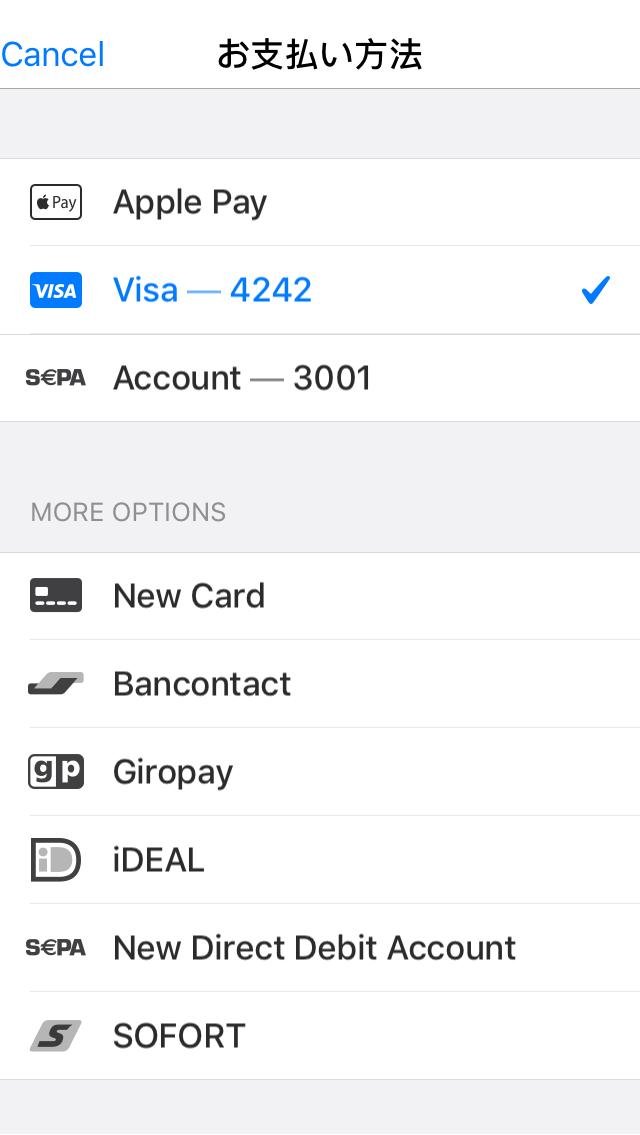 Cancel お支払い方法
Pay Apple Pay
VISA Visa — 4242
S€PA Account — 3001
MORE OPTIONS
New Card
Bancontact
gp Giropay
iD iDEAL
S€PA New Direct Debit Account
S SOFORT